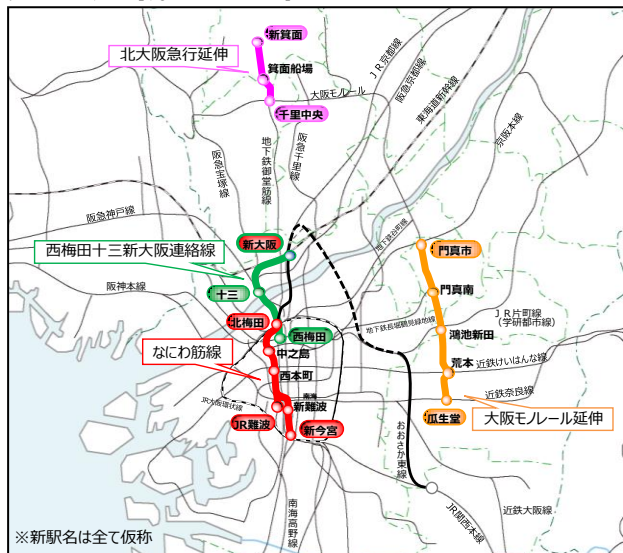 新箕面
北大阪急行延伸
箕面船場
千里中央
大阪モノレール
JR京都線
阪急京都線
東海道新幹線
京阪本線
阪急宝塚線
地下鉄御堂筋線
阪急千里線
阪急神戸線
地下鉄谷町線
新大阪
門真市
西梅田十三新大阪連絡線
阪神本線
十三
門真南
北梅田
西梅田
地下鉄長堀鶴見緑地線
JR片町線
(学研都市線)
中之島
鴻池新田
なにわ筋線
西本町
荒本
近鉄けいはんな線
JR大阪環状線
南海
新難波
近鉄奈良線
瓜生堂
大阪モノレール延伸
JR難波
新今宮
おおさか東線
南海高野線
近鉄大阪線
JR関西本線
※新駅名は全て仮称